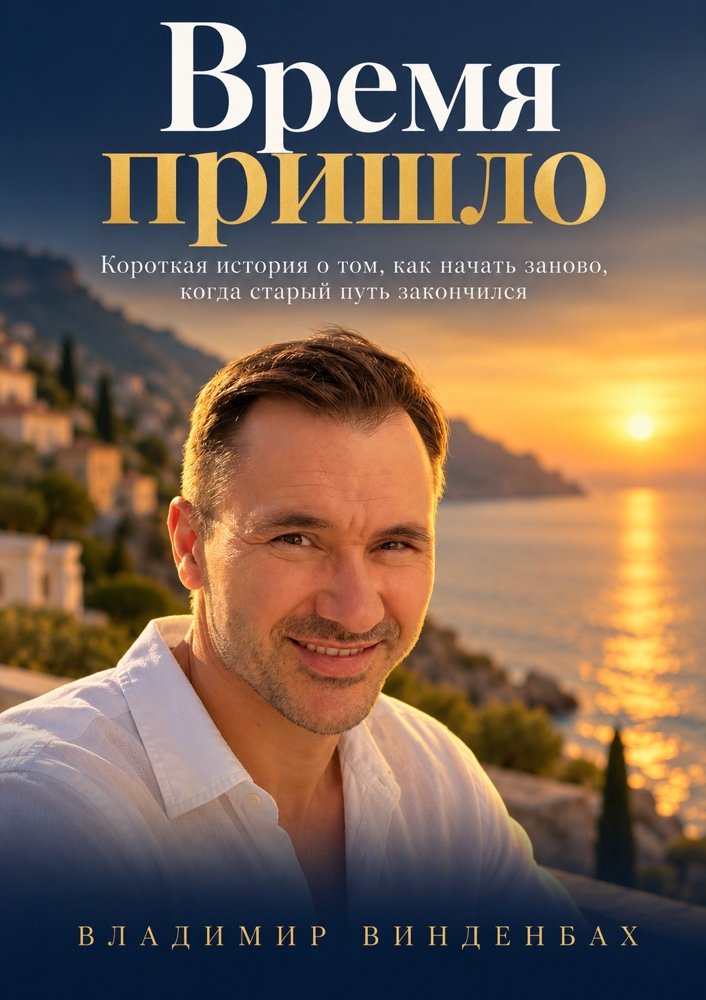 Время
пришло
Короткая история о том, как начать заново,
когда старый путь закончился
ВЛАДИМИР ВИНДЕНБАХ